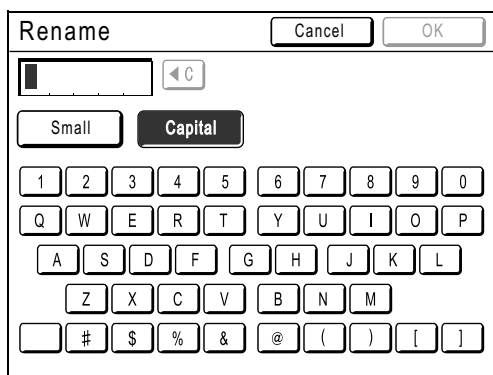 Rename Cancel OK
C
Small Capital
1 2 3 4 5 6 7 8 9 0
Q W E R T Y U I O P
A S D F G H J K L
Z X C V B N M
# $ % & @ ( ) [ ]